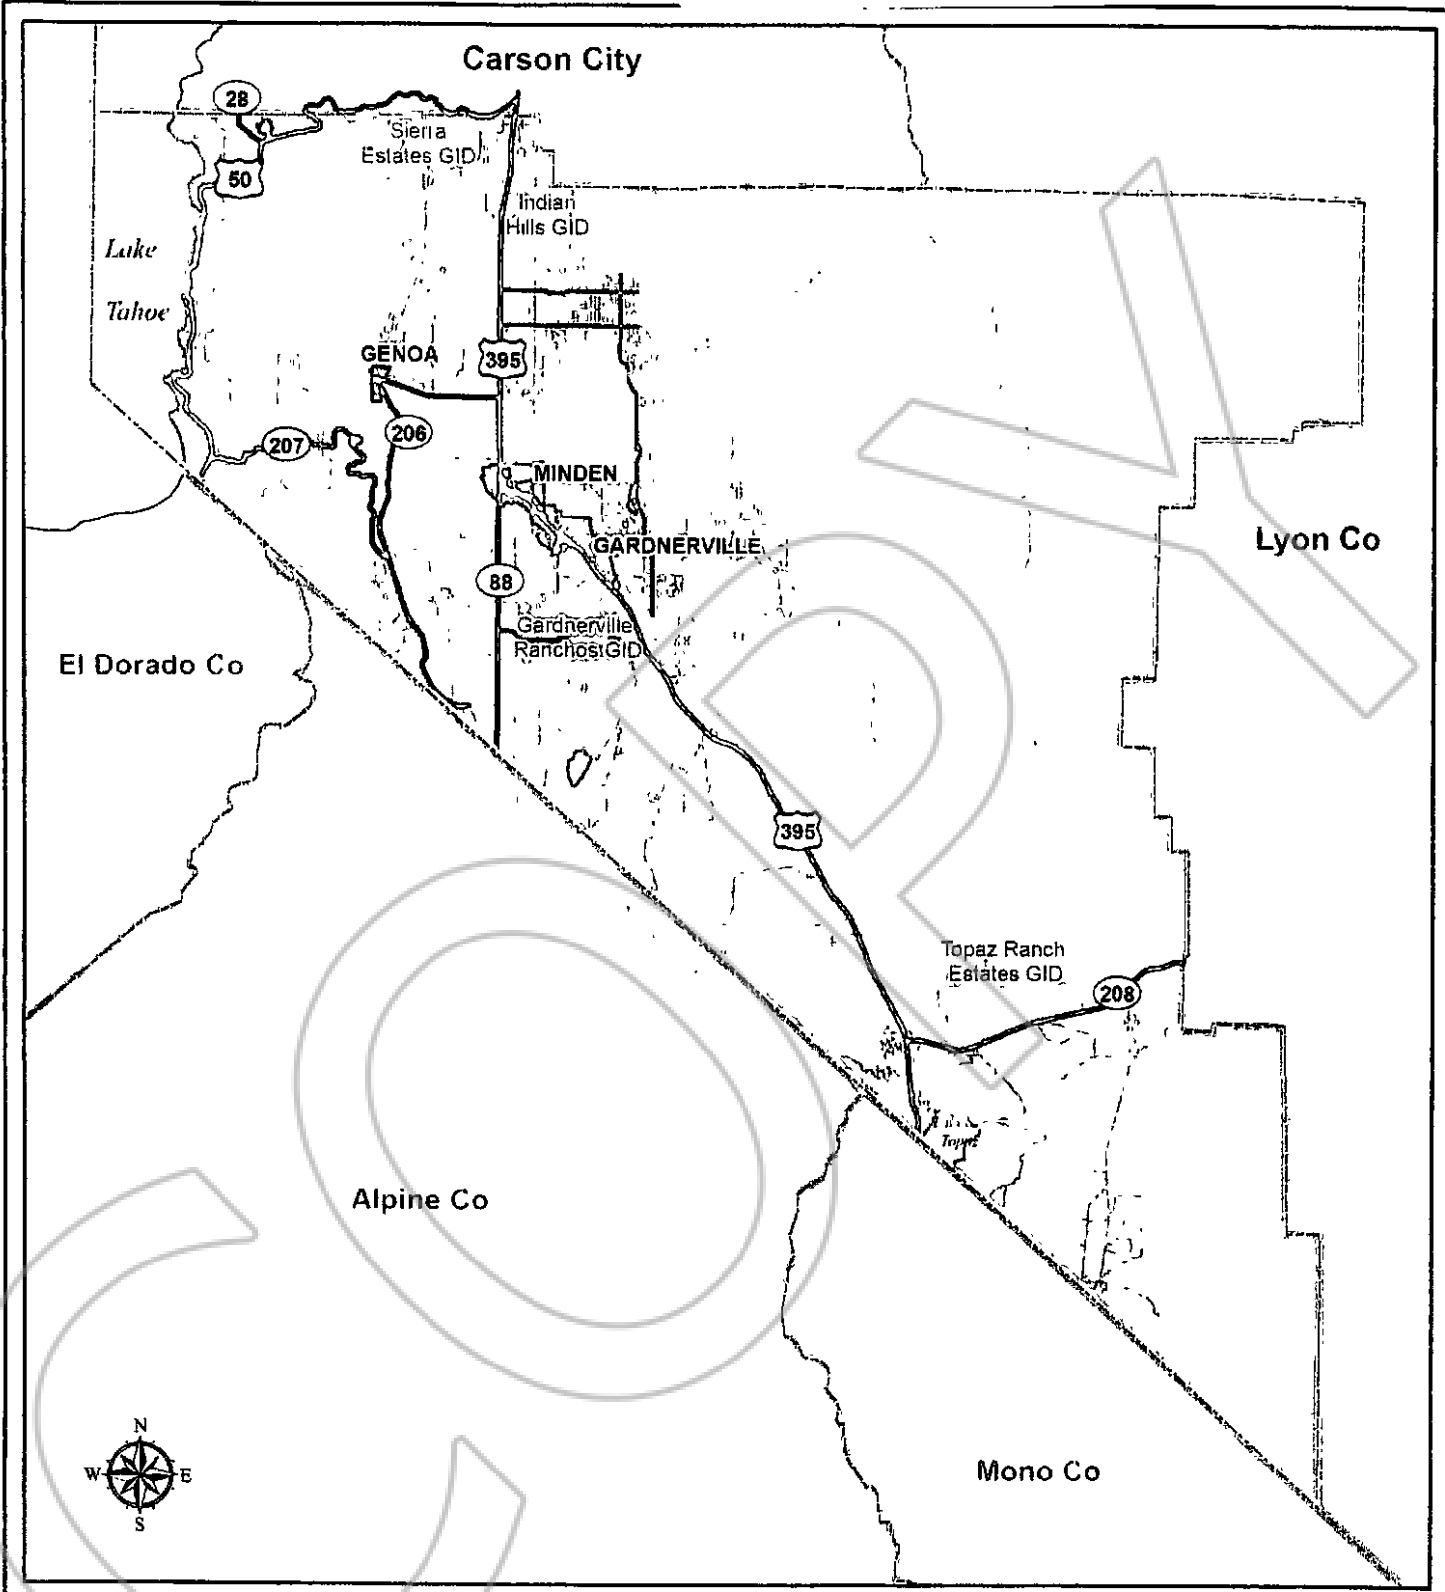 Carson City
28
Sierra
Estates GID
50
Indian
Hills GID
Lake
Tahoe
GENOA
395
206
207
MINDEN
GARDNERVILLE
Lyon Co
88
Gardnerville
Ranchos GID
El Dorado Co
395
Topaz Ranch
Estates GID
208
Topaz
Alpine Co
Mono Co
N
W E
S
COPY